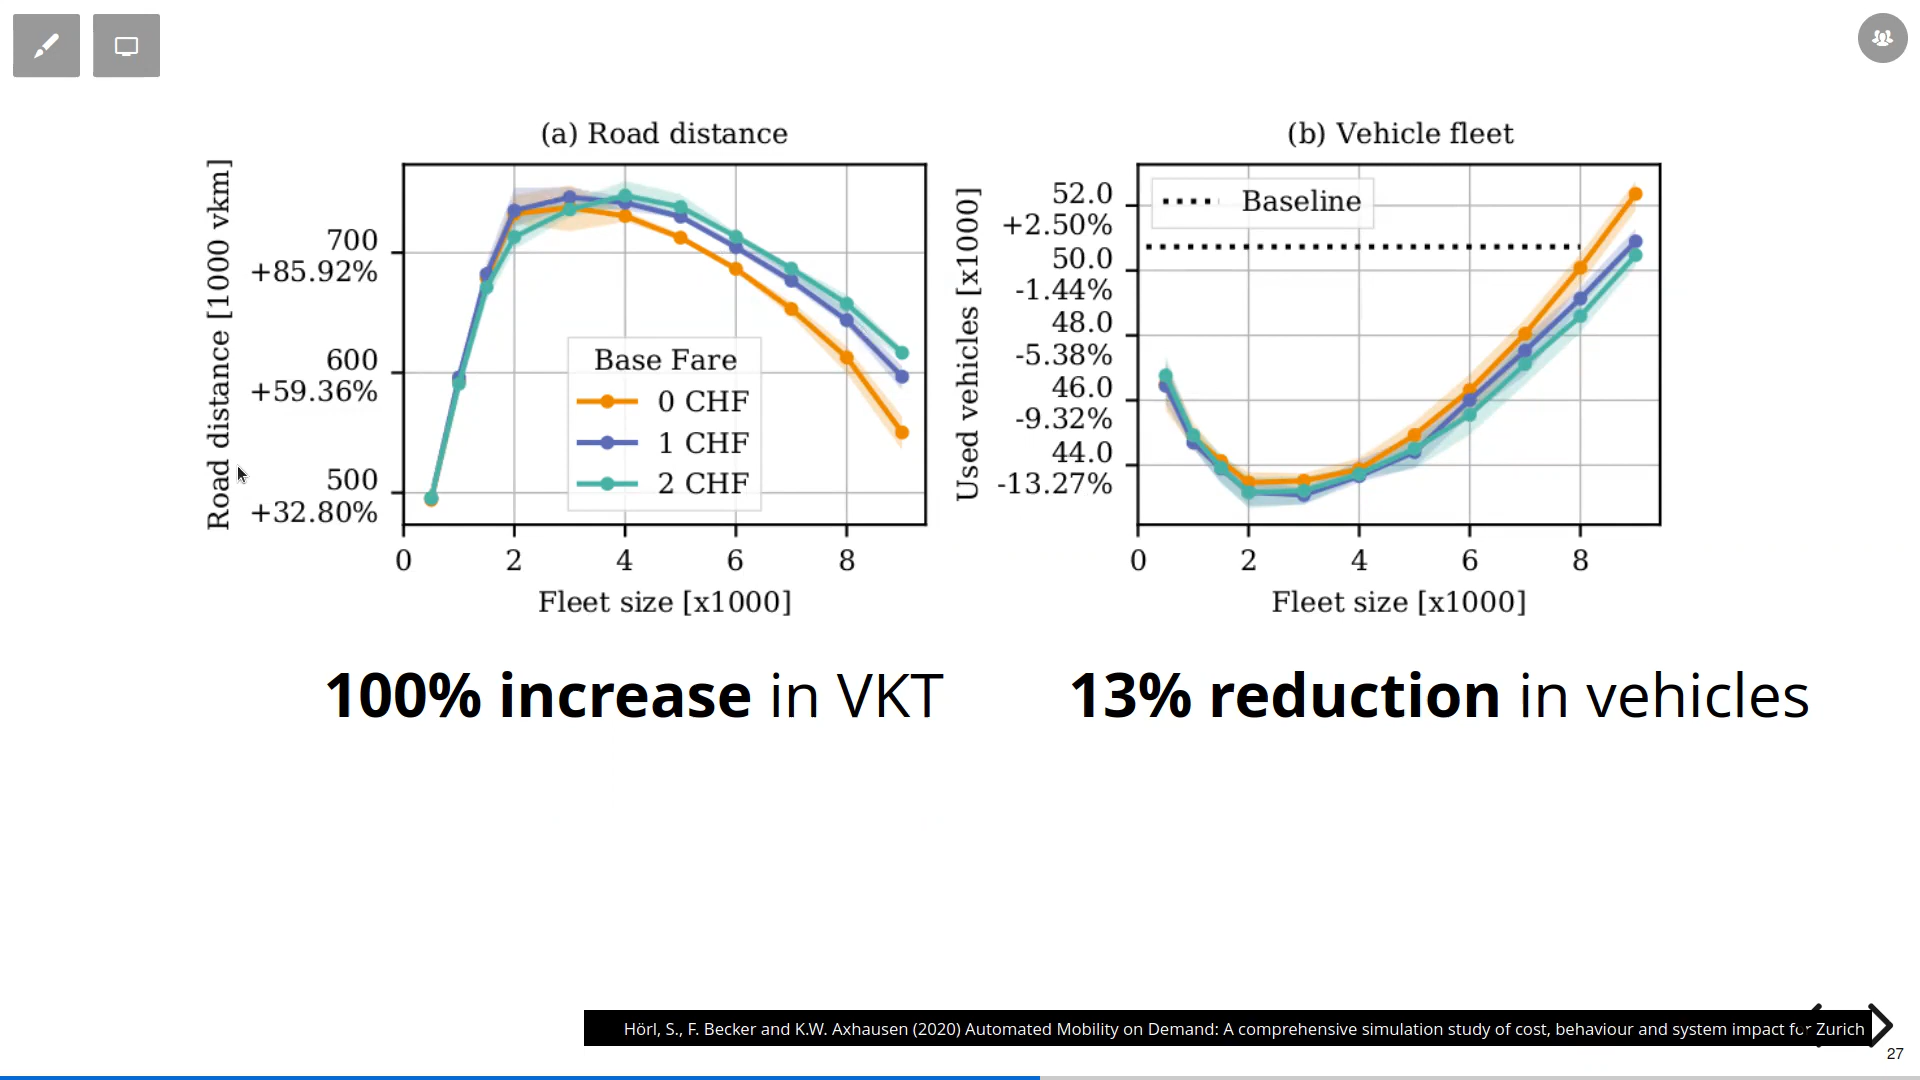 (a) Road distance
Road distance [1000 vkm]
700
+85.92%
600
+59.36%
500
+32.80%
Base Fare
0 CHF
1 CHF
2 CHF
0 2 4 6 8
Fleet size [x1000]
(b) Vehicle fleet
Used vehicles [x1000]
52.0
+2.50%
50.0
-1.44%
48.0
-5.38%
46.0
-9.32%
44.0
-13.27%
Baseline
0 2 4 6 8
Fleet size [x1000]
100% increase in VKT
13% reduction in vehicles
Hörl, S., F. Becker and K.W. Axhausen (2020) Automated Mobility on Demand: A comprehensive simulation study of cost, behaviour and system impact for Zurich
27